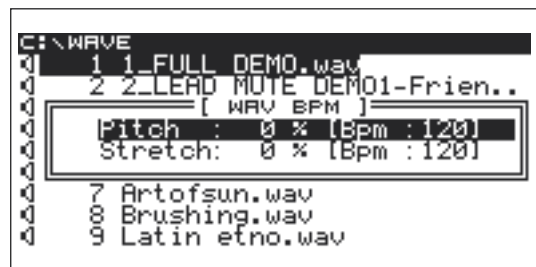 C:\WAVE
1 1_FULL DEMO.wav
2 2_LEAD MUTE DEMO1-Frien..
[ WAV BPM ]
Pitch : 0 % [Bpm :120]
Stretch: 0 % [Bpm :120]
7 Artofsun.wav
8 Brushing.wav
9 Latin etno.wav